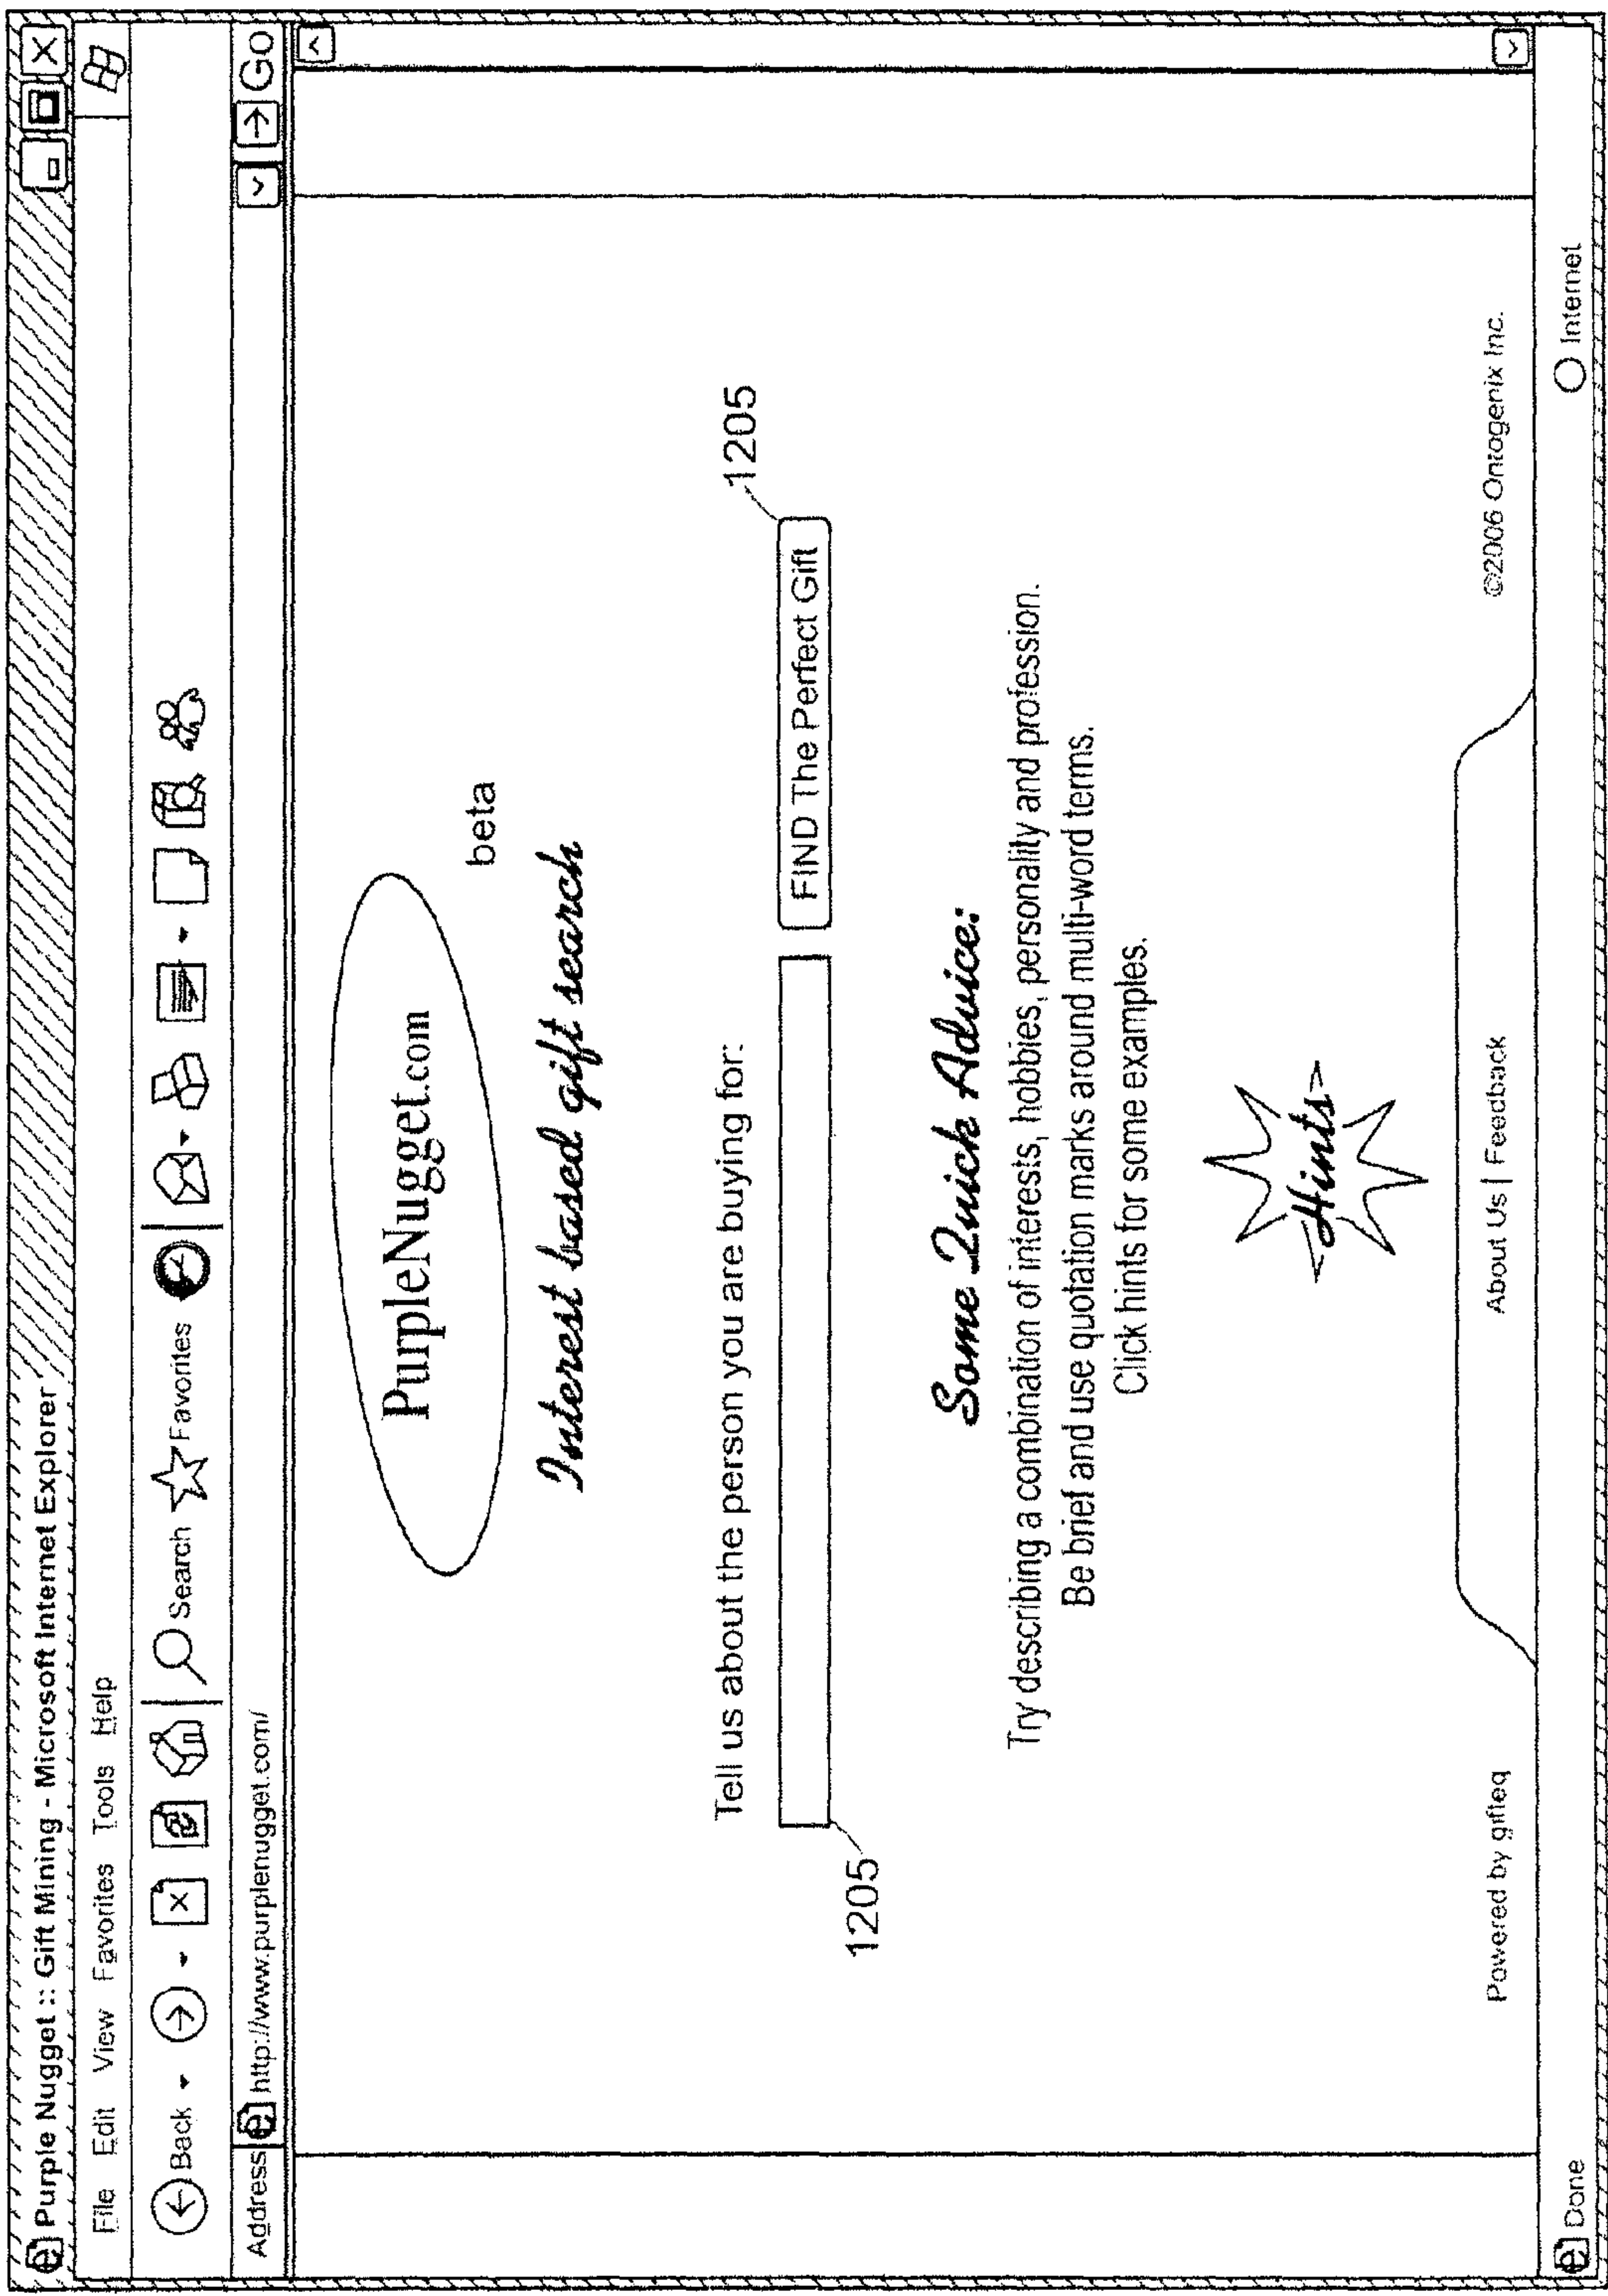 Purple Nugget :: Gift Mining - Microsoft Internet Explorer
File Edit View Favorites Tools Help
Back Search Favorites
Address http://www.purplenugget.com/ Go
PurpleNugget.com
beta
Interest based gift search
Tell us about the person you are buying for:
FIND The Perfect Gift
1205
1205
Some Quick Advice:
Try describing a combination of interests, hobbies, personality and profession.
Be brief and use quotation marks around multi-word terms.
Click hints for some examples.
Hints
Powered by gifteq About Us | Feedback ©2006 Ontogenix Inc.
Done Internet